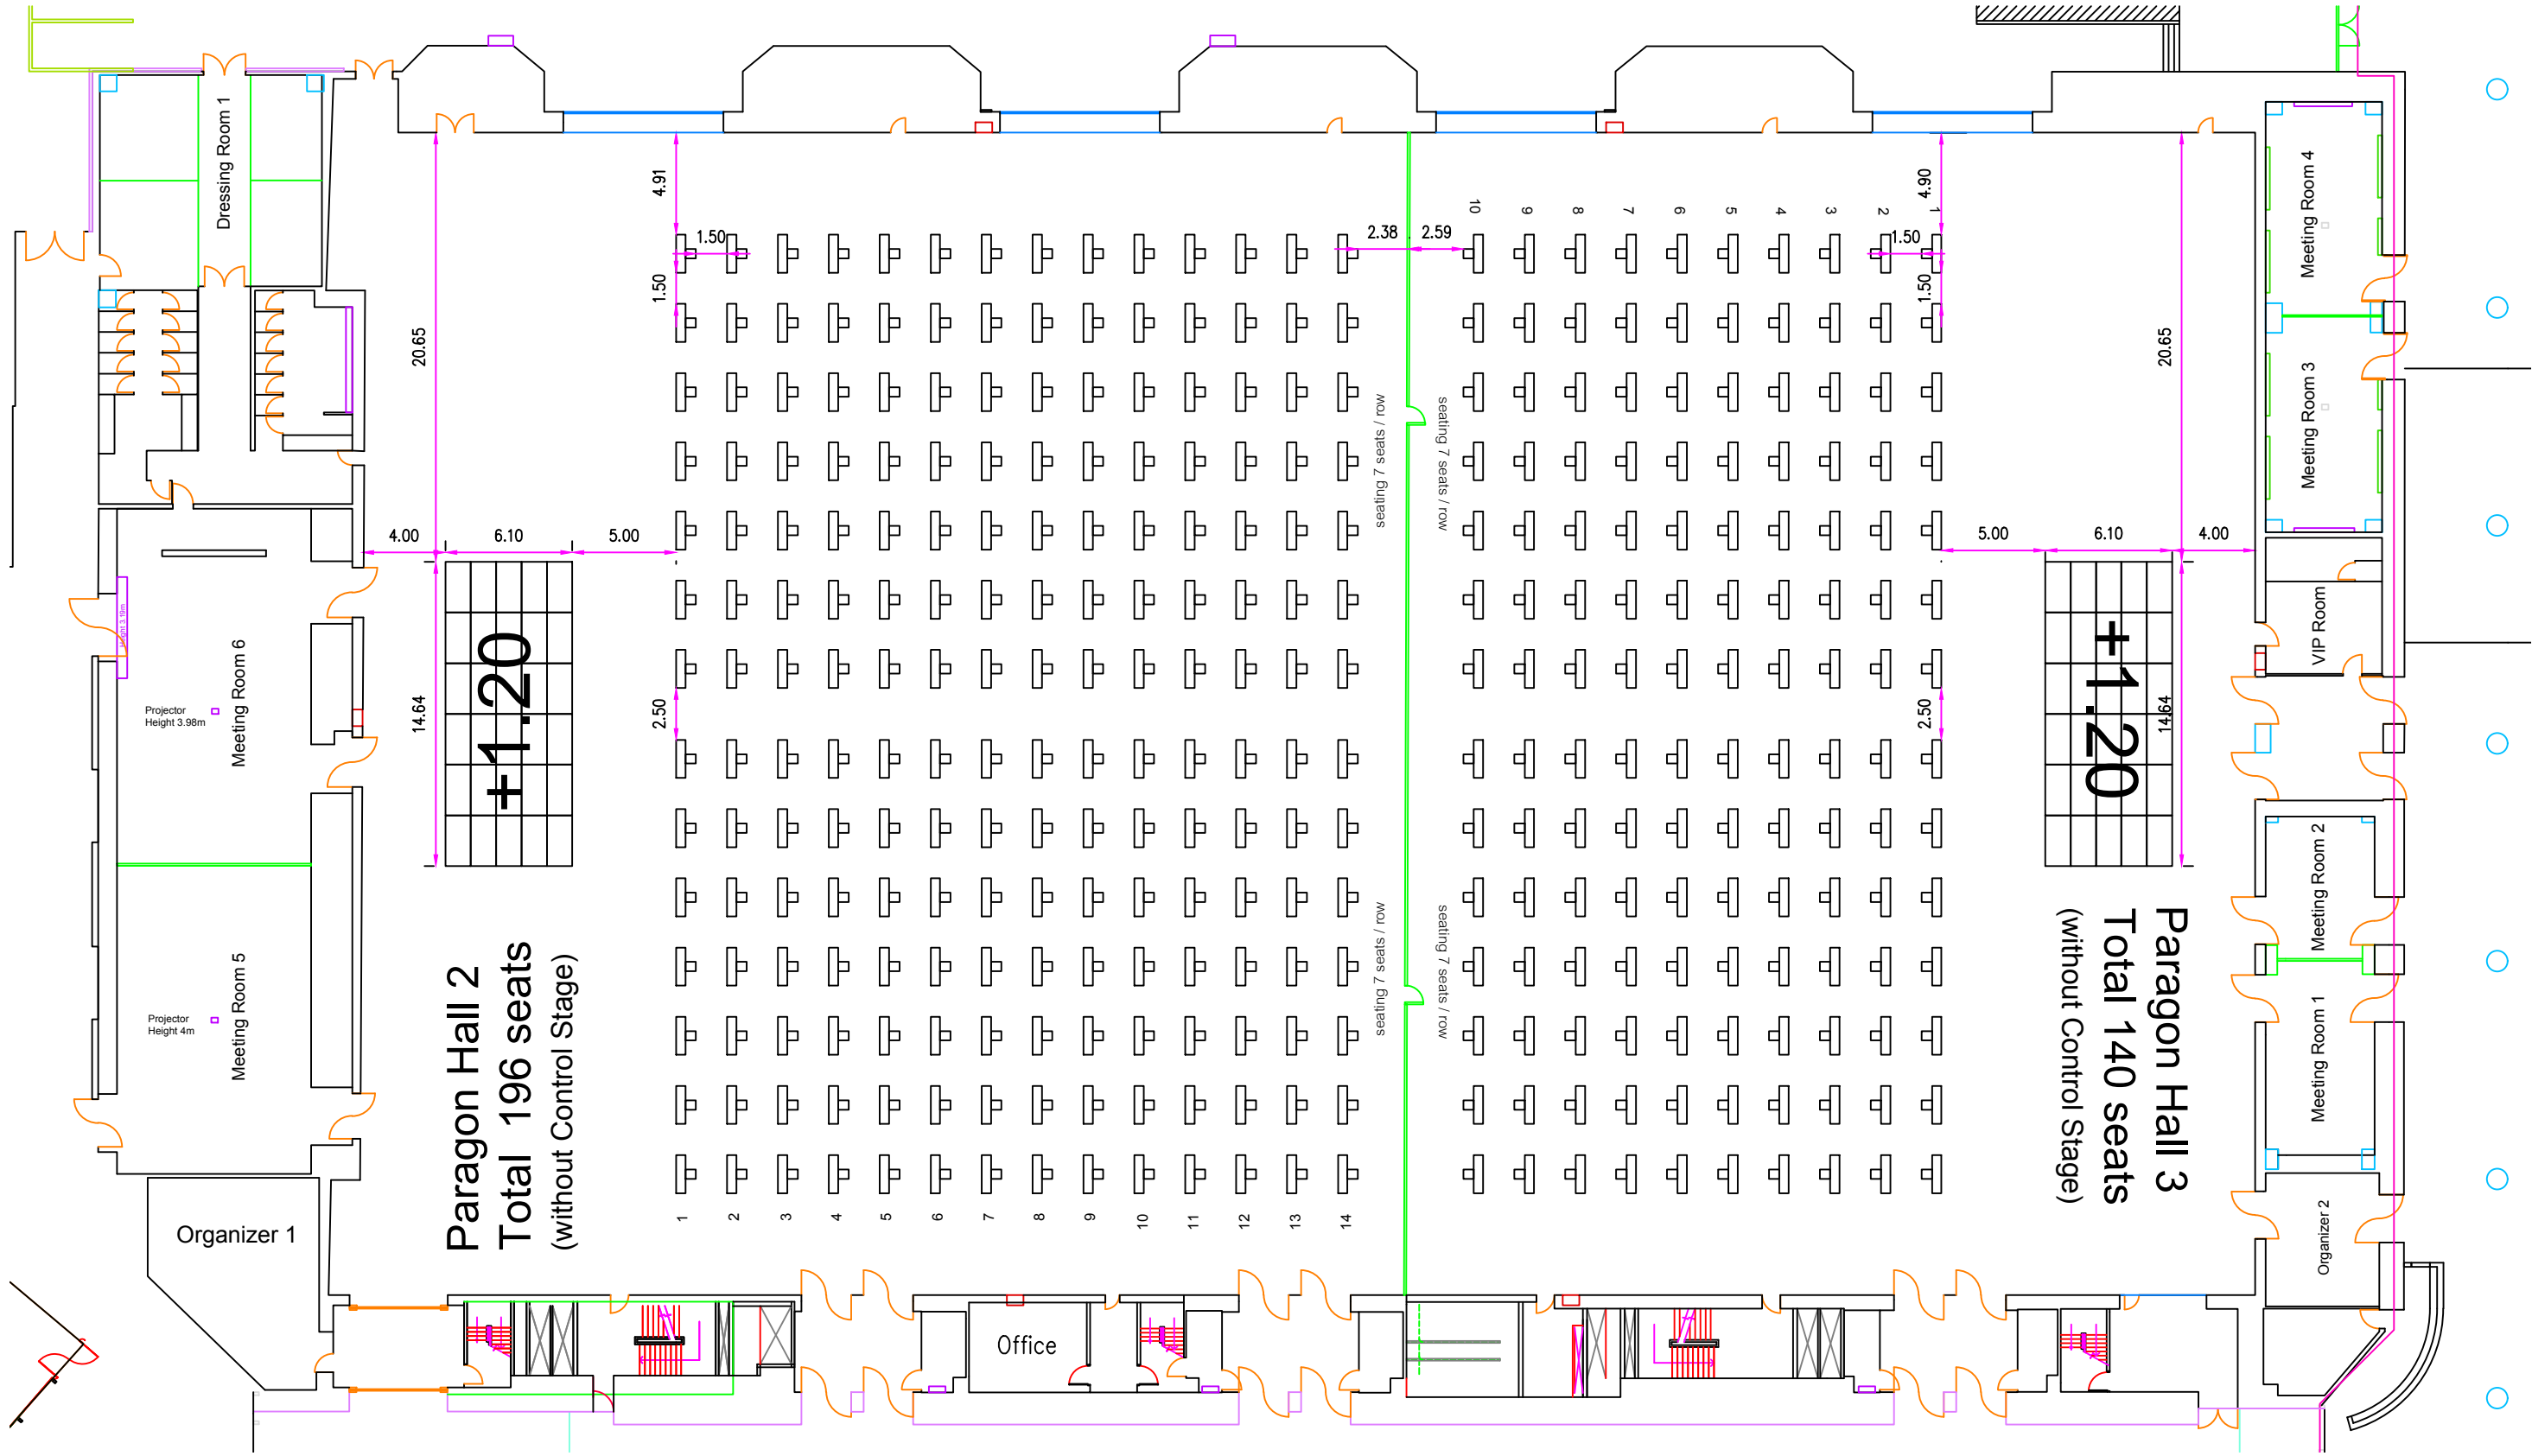 Dressing Room 1
4.91
4.90
10
9
8
7
6
5
4
3
2
1
1.50
2.38
2.59
1.50
1.50
1.50
Meeting Room 4
20.65
20.65
Meeting Room 3
seating 7 seats / row
seating 7 seats / row
4.00
6.10
5.00
5.00
6.10
4.00
Height 3.19m
Meeting Room 6
Projector
Height 3.98m
14.64
+1.20
2.50
2.50
+1.20
14.64
VIP Room
Meeting Room 2
Meeting Room 5
Projector
Height 4m
Paragon Hall 2
Total 196 seats
(without Control Stage)
seating 7 seats / row
seating 7 seats / row
Paragon Hall 3
Total 140 seats
(without Control Stage)
Meeting Room 1
Organizer 1
Organizer 2
1
2
3
4
5
6
7
8
9
10
11
12
13
14
Office